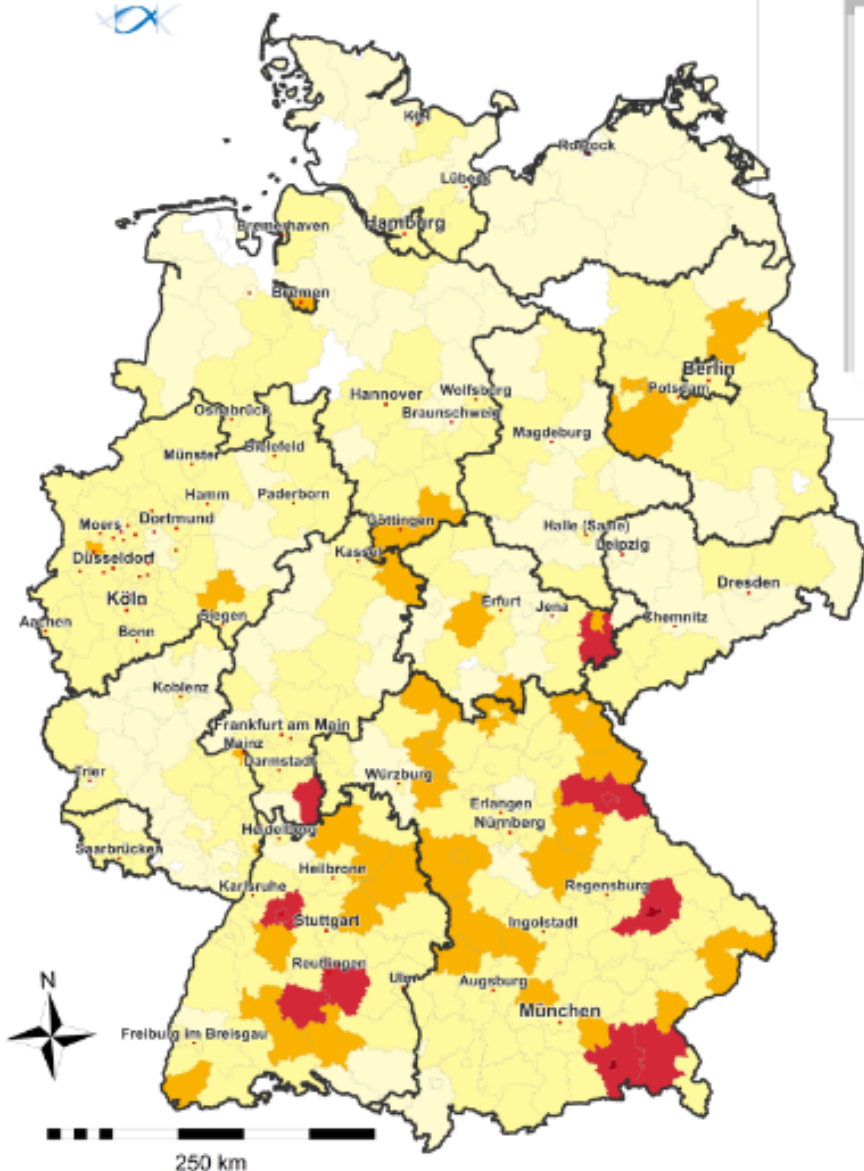 Kiel
Rostock
Lübeck
Bremerhaven
Hamburg
Bremen
Berlin
Potsdam
Hannover
Wolfsburg
Braunschweig
Osnabrück
Magdeburg
Bielefeld
Münster
Hamm
Paderborn
Moers
Dortmund
Göttingen
Halle (Saale)
Leipzig
Düsseldorf
Kassel
Dresden
Köln
Erfurt
Jena
Aachen
Siegen
Chemnitz
Bonn
Koblenz
Frankfurt am Main
Mainz
Darmstadt
Trier
Würzburg
Erlangen
Nürnberg
Heidelberg
Saarbrücken
Heilbronn
Karlsruhe
Regensburg
Stuttgart
Ingolstadt
Reutlingen
N
Ulm
Augsburg
München
Freiburg im Breisgau
250 km